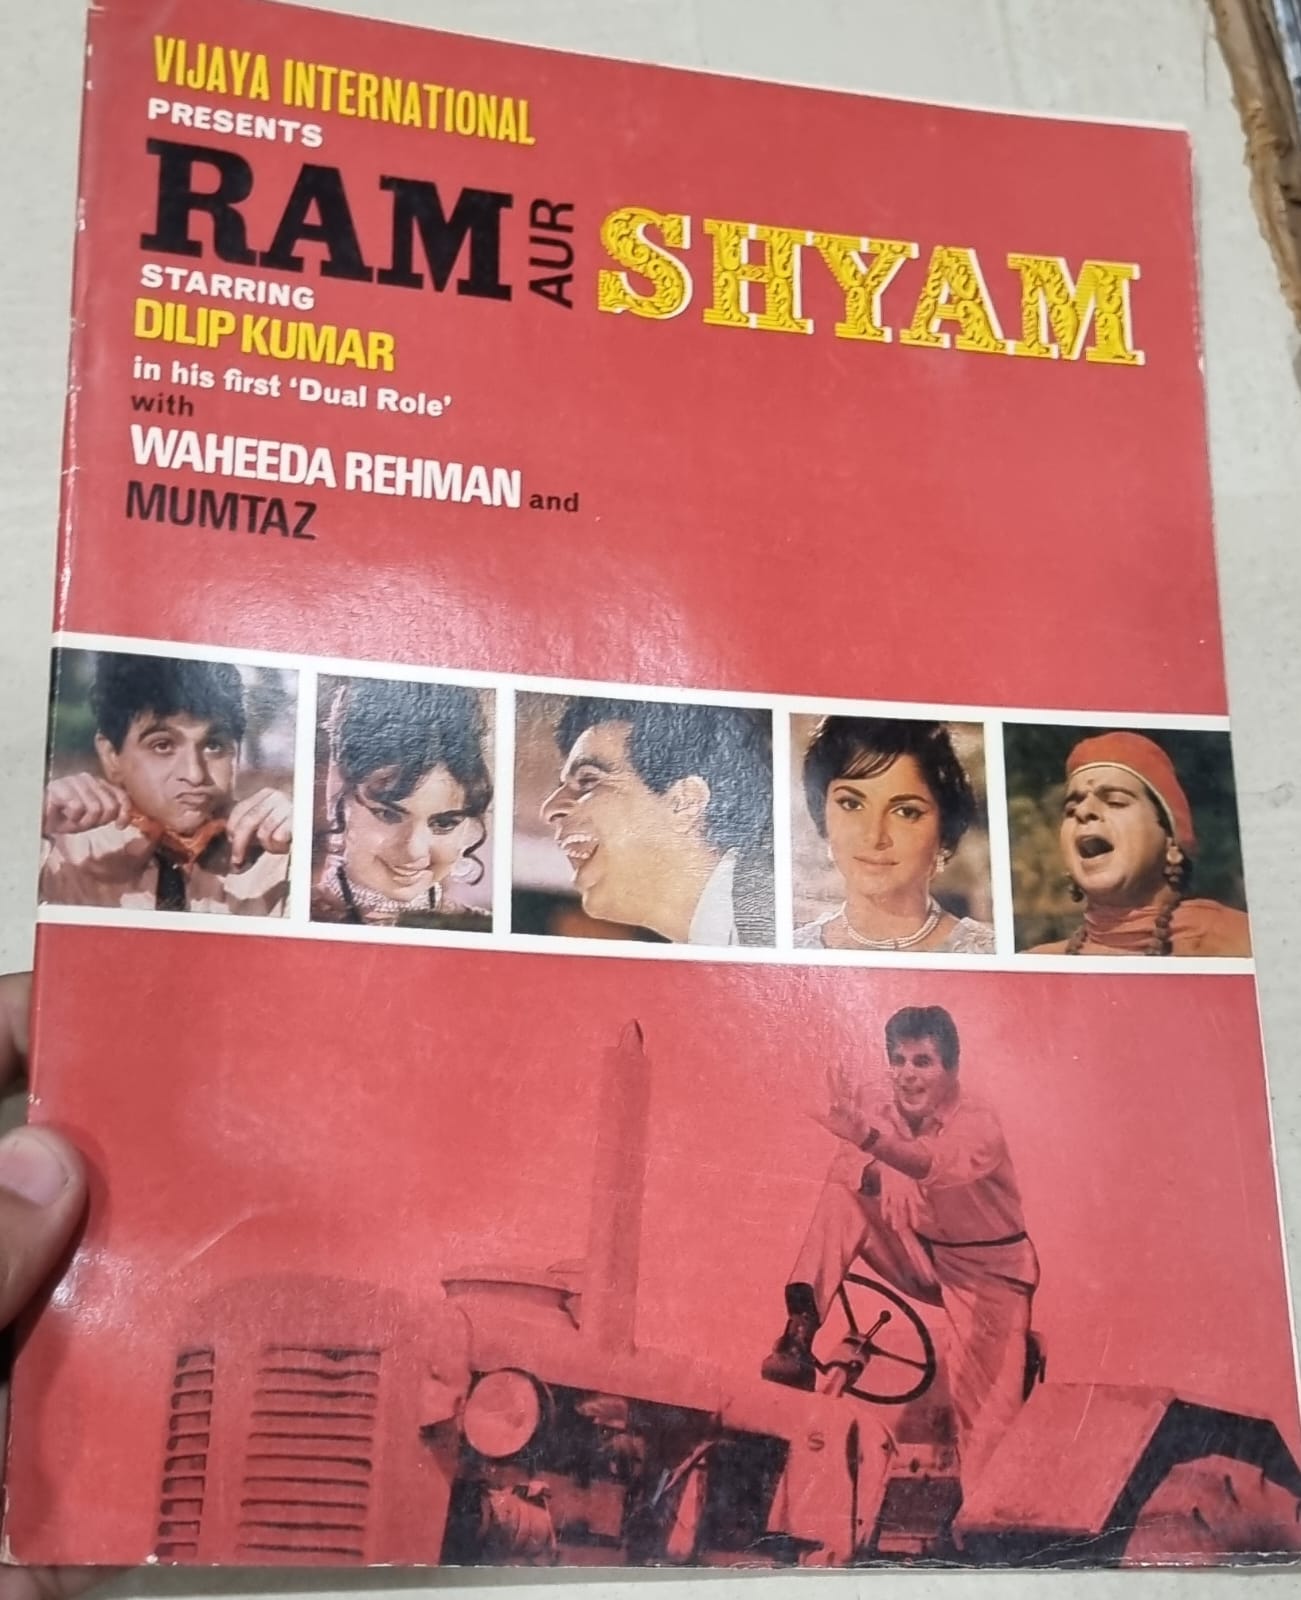 VIJAYA INTERNATIONAL
PRESENTS
RAM AUR SHYAM
STARRING
DILIP KUMAR
in his first ‘Dual Role’
with
WAHEEDA REHMAN and
MUMTAZ
S